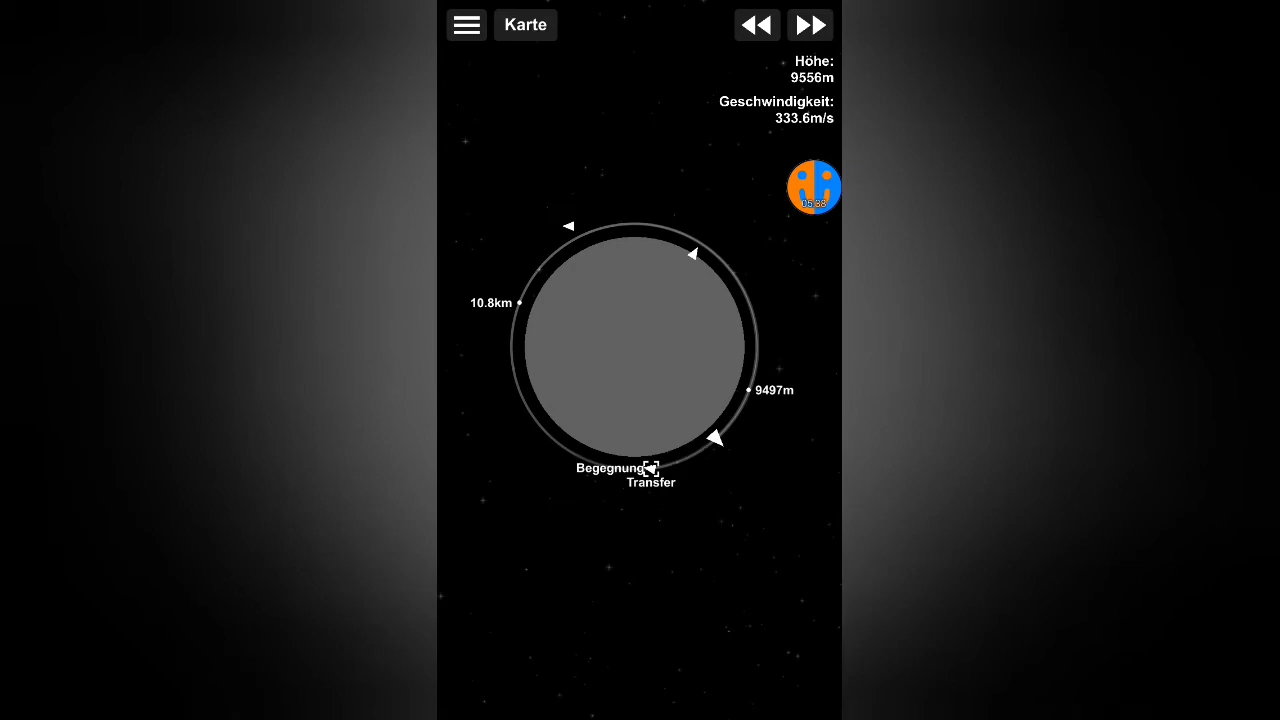 Karte
Höhe:
9556m
Geschwindigkeit:
333.6m/s
10.8km
9497m
Begegnung
Transfer